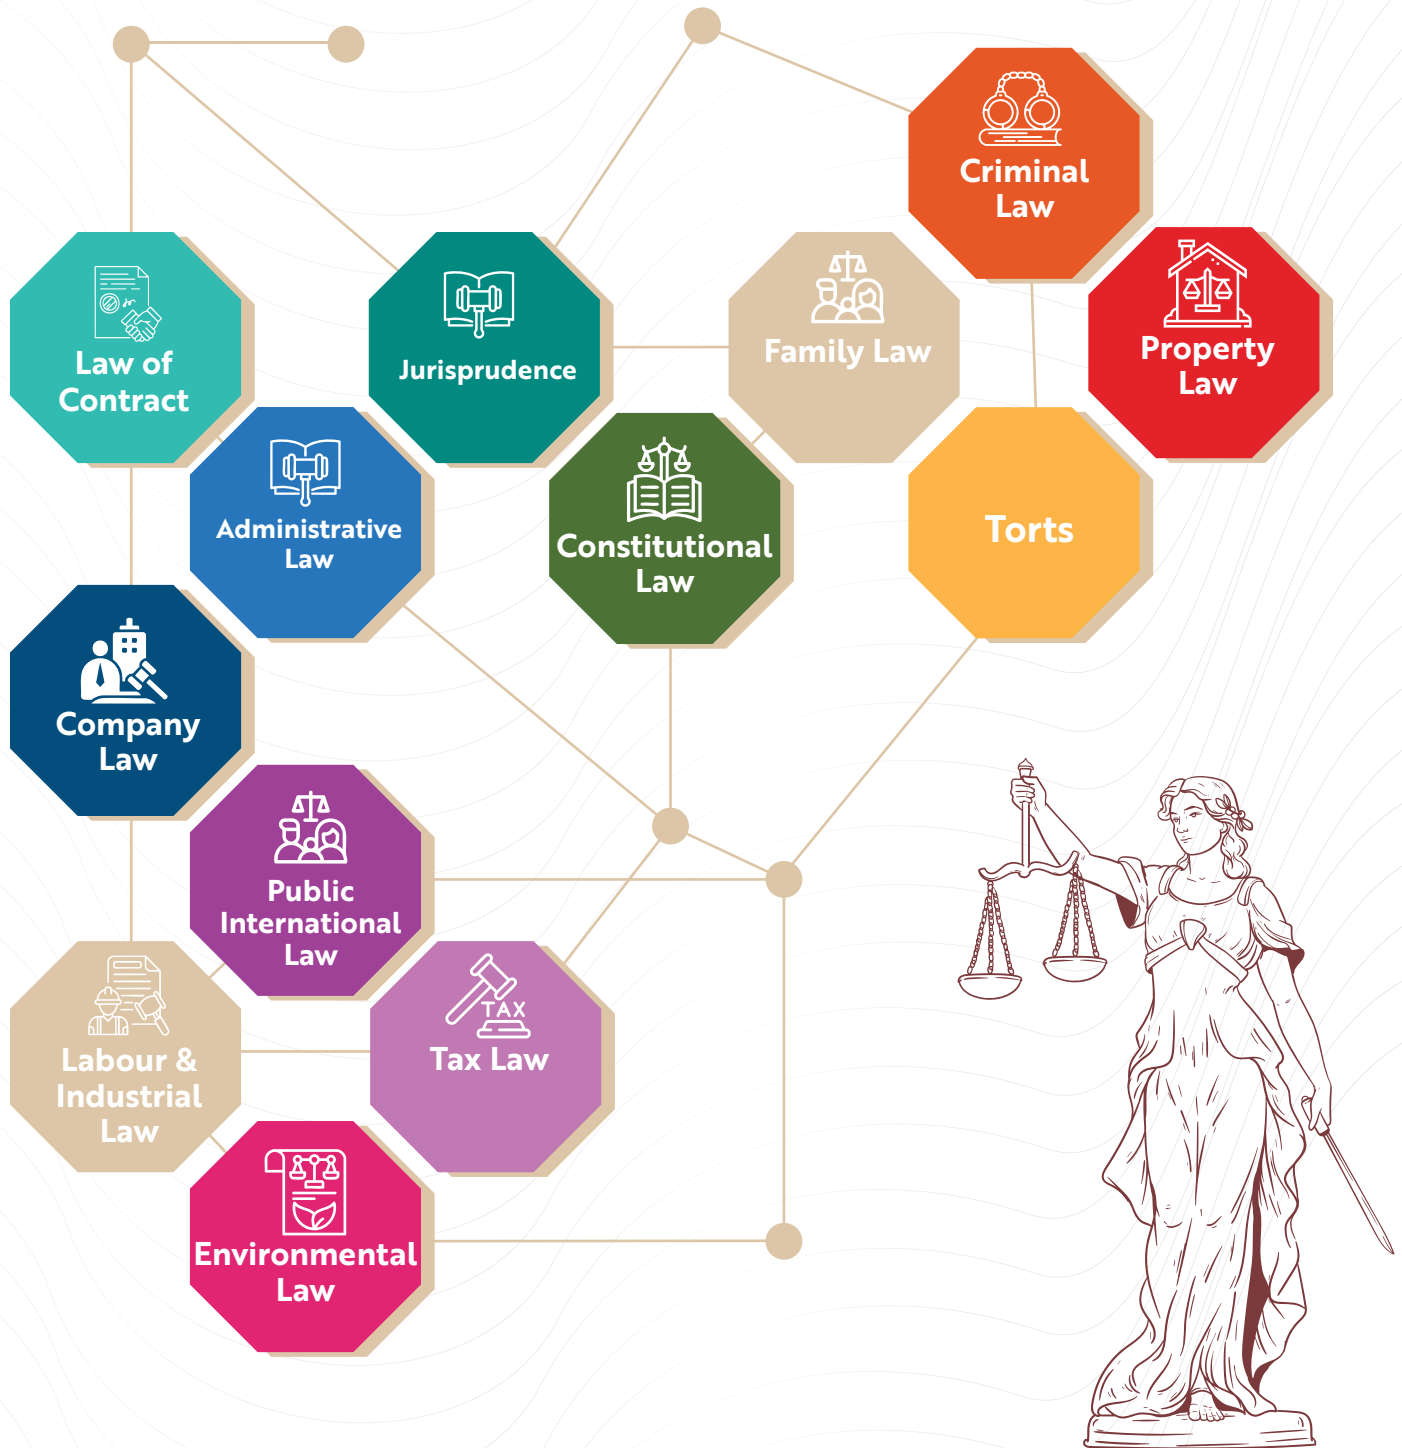 Criminal
Law
Property
Law
Law of
Contract
Jurisprudence
Family Law
Administrative
Law
Constitutional
Law
Torts
Company
Law
Public
International
Law
TAX
Tax Law
Labour &
Industrial
Law
Environmental
Law